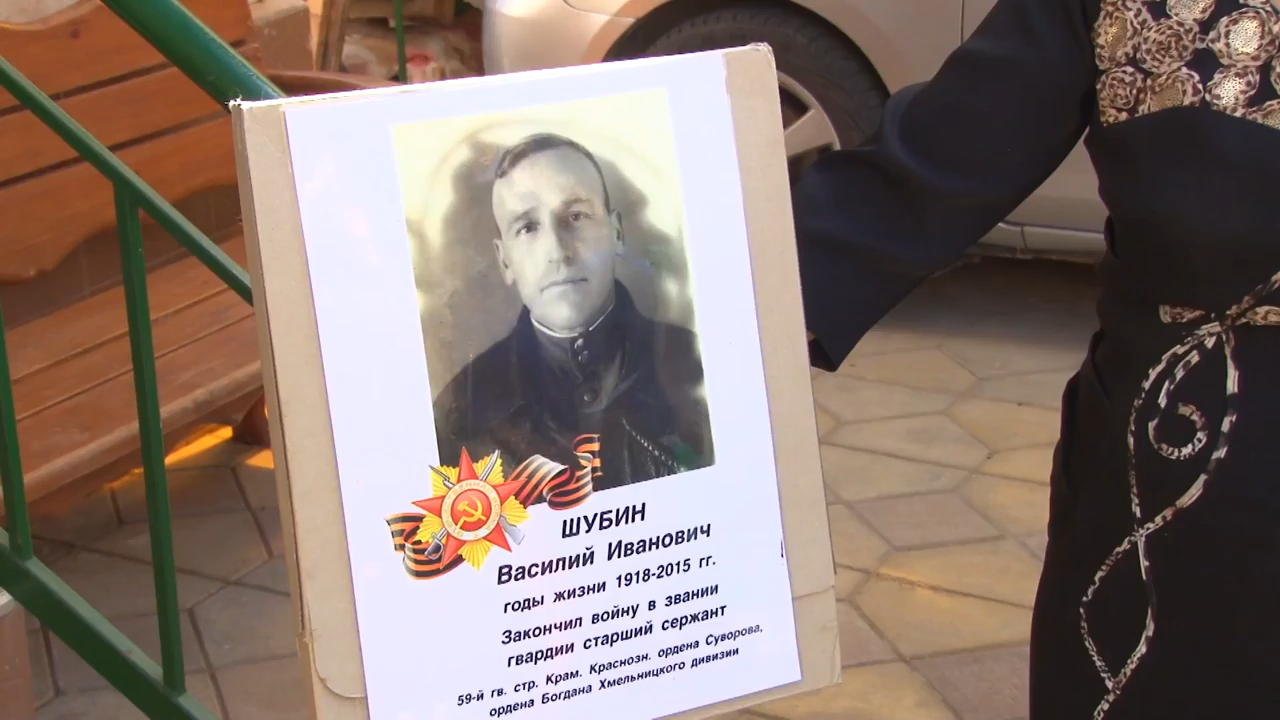 ШУБИН
Василий Иванович
годы жизни 1918-2015 гг.
Закончил войну в звании
гвардии старший сержант
59-й гв. стр. Крам. Краснозн. ордена Суворова,
ордена Богдана Хмельницкого дивизии